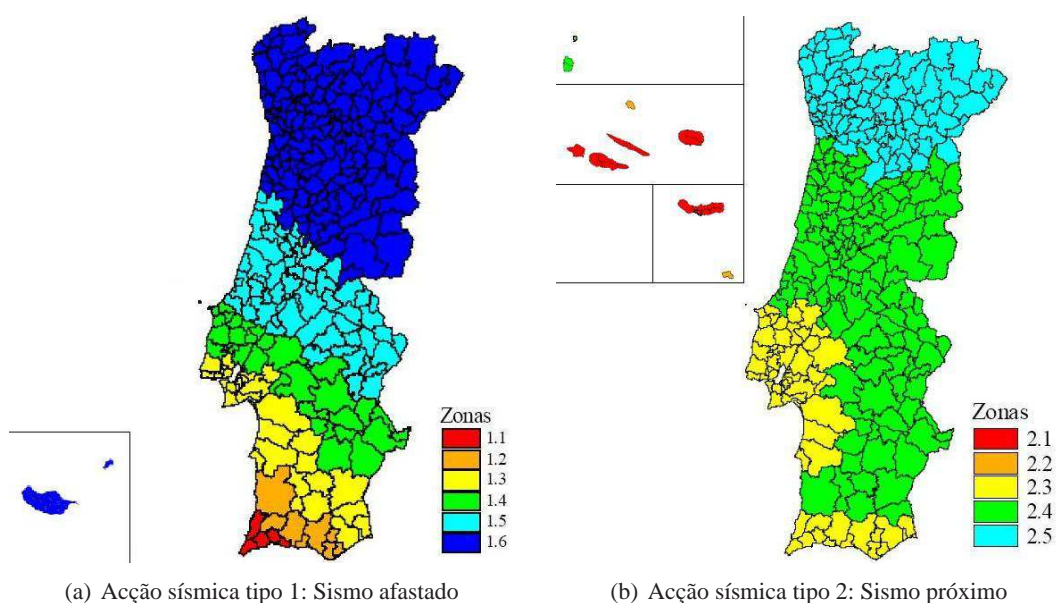 Zonas
1.1
1.2
1.3
1.4
1.5
1.6
(a) Acção sísmica tipo 1: Sismo afastado
Zonas
2.1
2.2
2.3
2.4
2.5
(b) Acção sísmica tipo 2: Sismo próximo